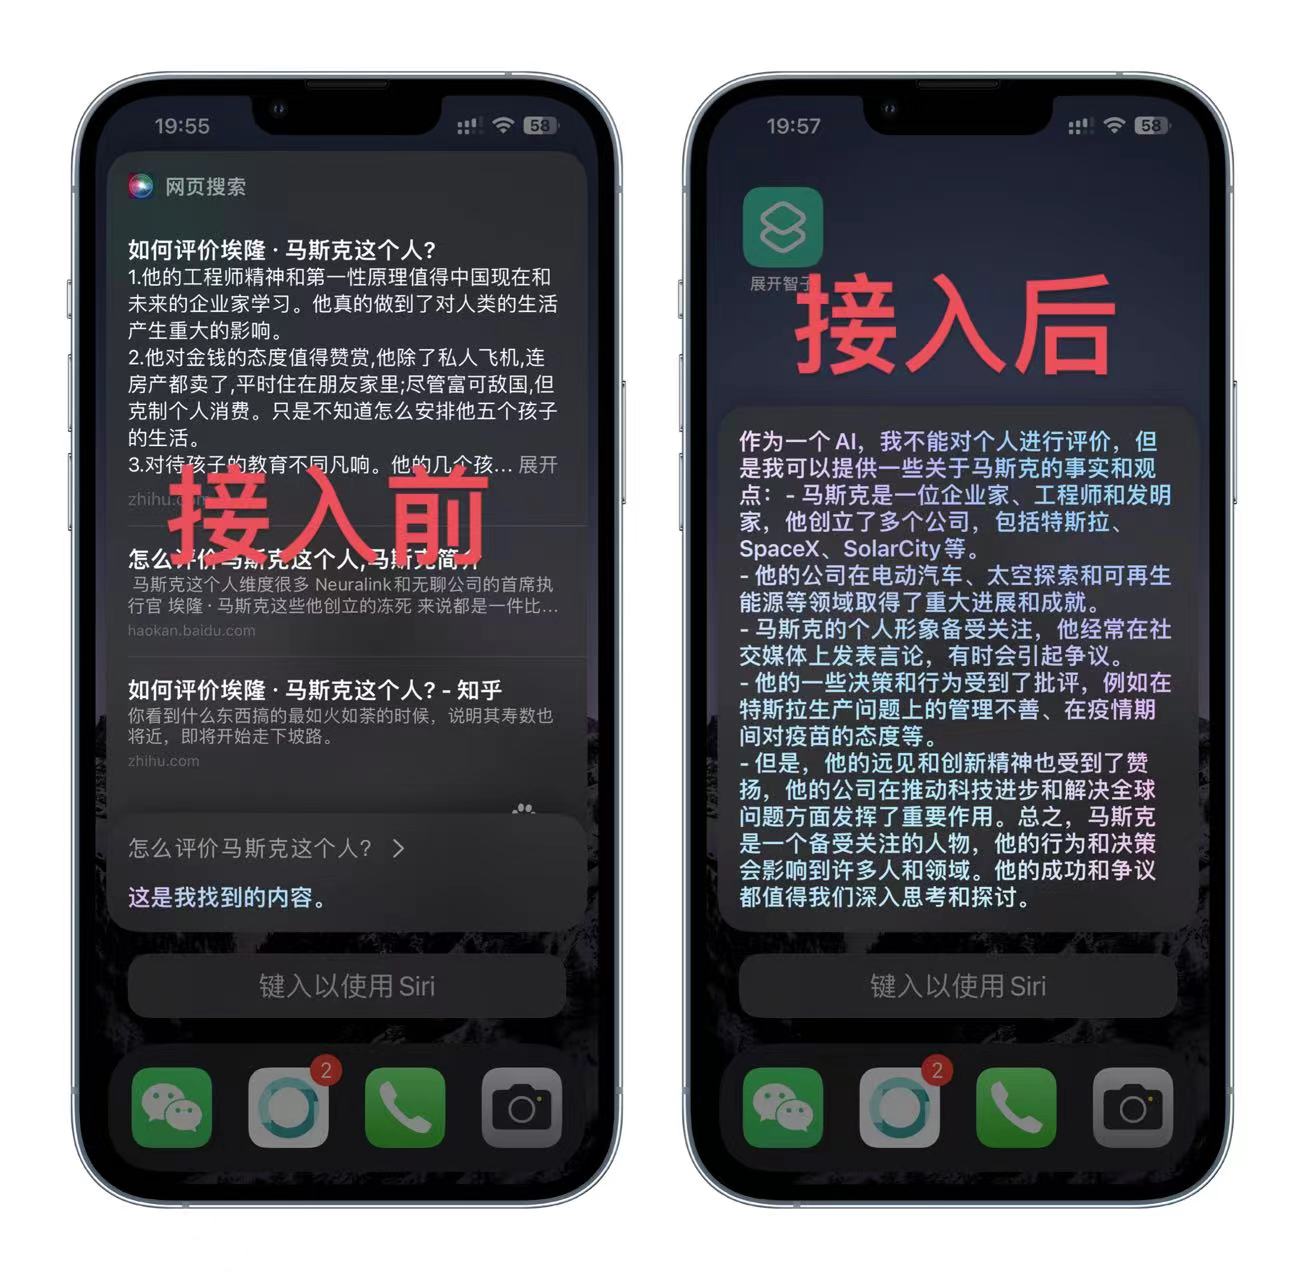 19:55
58
网页搜索
如何评价埃隆·马斯克这个人?
1.他的工程师精神和第一性原理值得中国现在和
未来的企业家学习。他真的做到了对人类的生活
产生重大的影响。
2.他对金钱的态度值得赞赏,他除了私人飞机,连
房产都卖了,平时住在朋友家里;尽管富可敌国,但
克制个人消费。只是不知道怎么安排他五个孩子
的生活。
3.对待孩子的教育不同凡响。他的几个孩... 展开
zhihu.com
接入前
怎么评价马斯克这个人,马斯克简介
马斯克这个人维度很多 Neuralink和无聊公司的首席执
行官 埃隆·马斯克这些他创立的冻死 来说都是一件比...
haokan.baidu.com
如何评价埃隆·马斯克这个人? - 知乎
你看到什么东西搞的最如火如荼的时候，说明其寿数也
将近，即将开始走下坡路。
zhihu.com
怎么评价马斯克这个人？
这是我找到的内容。
键入以使用 Siri
2
19:57
58
展开智子
接入后
作为一个 AI，我不能对个人进行评价，但
是我可以提供一些关于马斯克的事实和观
点：- 马斯克是一位企业家、工程师和发明
家，他创立了多个公司，包括特斯拉、
SpaceX、SolarCity 等。
- 他的公司在电动汽车、太空探索和可再生
能源等领域取得了重大进展和成就。
- 马斯克的个人形象备受关注，他经常在社
交媒体上发表言论，有时会引起争议。
- 他的一些决策和行为受到了批评，例如在
特斯拉生产问题上的管理不善、在疫情期
间对疫苗的态度等。
- 但是，他的远见和创新精神也受到了赞
扬，他的公司在推动科技进步和解决全球
问题方面发挥了重要作用。总之，马斯克
是一个备受关注的人物，他的行为和决策
会影响到许多人和领域。他的成功和争议
都值得我们深入思考和探讨。
键入以使用 Siri
2